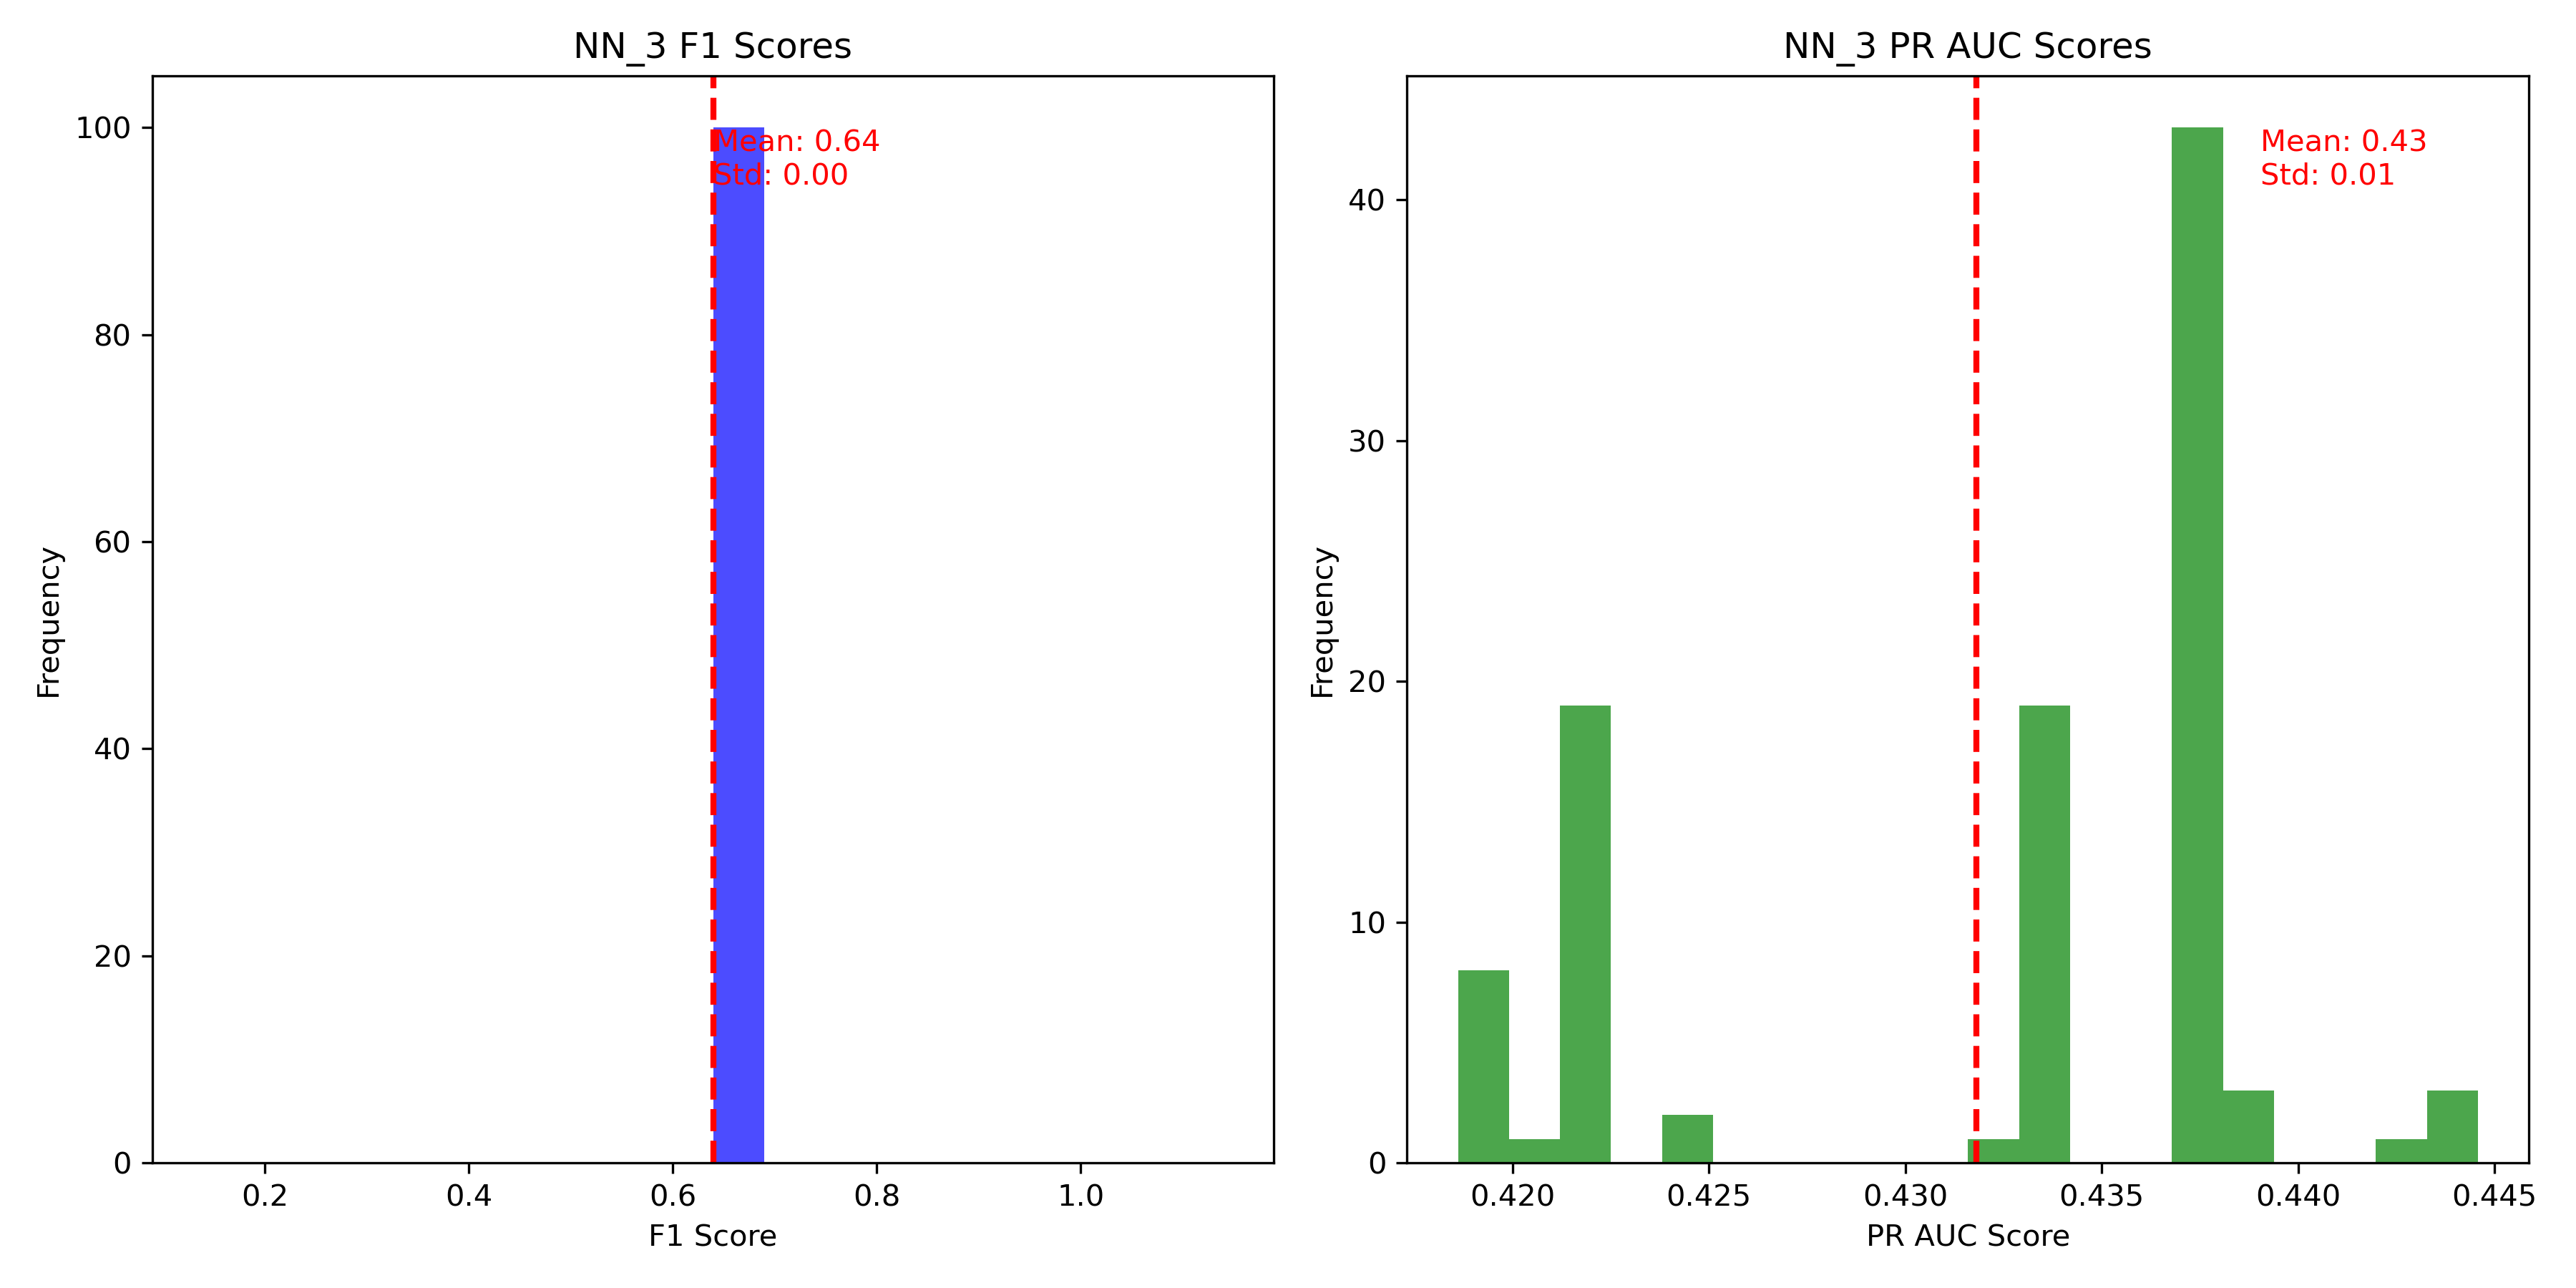 NN_3 F1 Scores
Mean: 0.64
Std: 0.00
Frequency
100
80
60
40
20
0
0.2 0.4 0.6 0.8 1.0
F1 Score
NN_3 PR AUC Scores
Mean: 0.43
Std: 0.01
Frequency
40
30
20
10
0
0.420 0.425 0.430 0.435 0.440 0.445
PR AUC Score